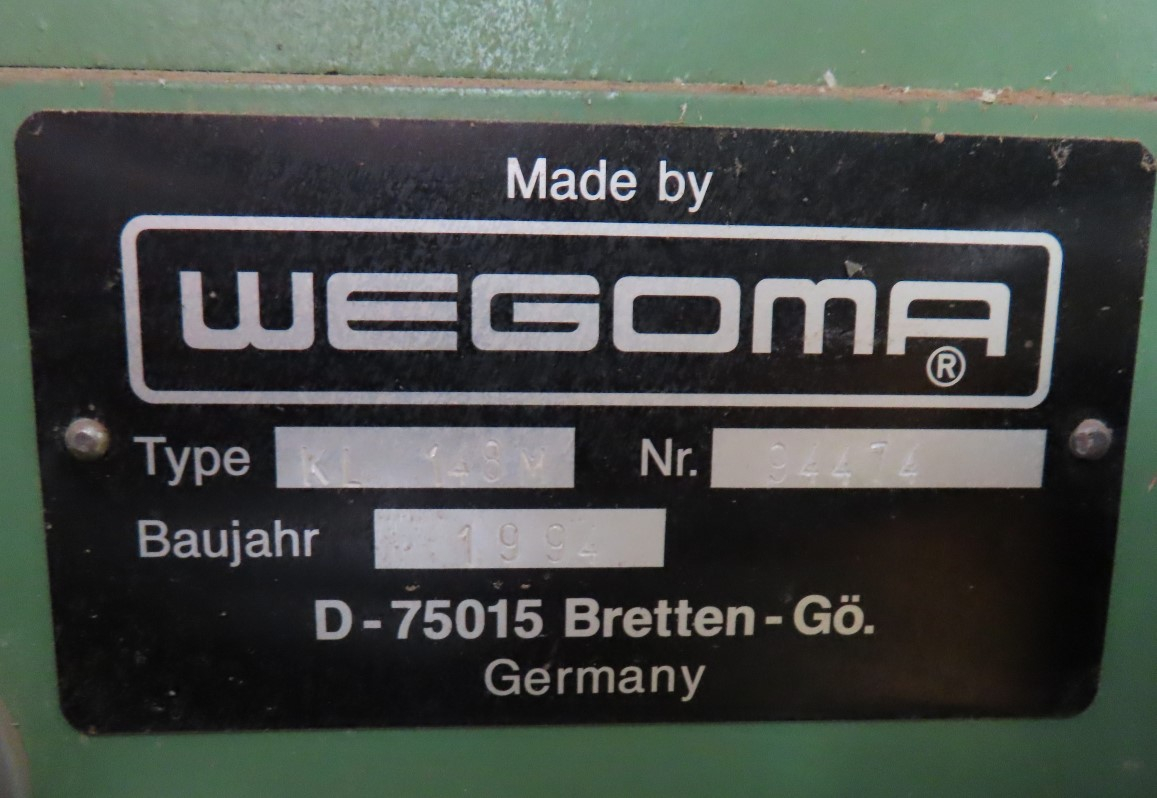 Made by
WEGOMA®
Type KL 148 W Nr. 94474
Baujahr 1994
D-75015 Bretten-Gö.
Germany